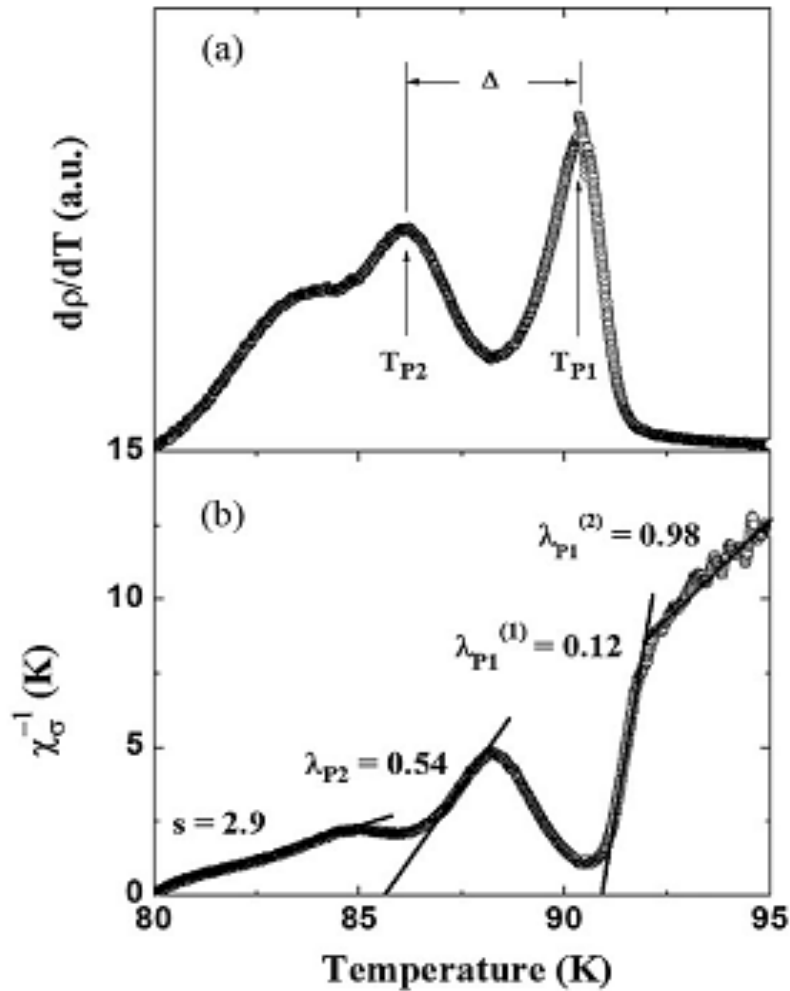 (a)
Δ
dρ/dT (a.u.)
T_P2
T_P1
15
(b)
λ_P1^(2) = 0.98
10
λ_P1^(1) = 0.12
χ_σ^−1 (K)
5
λ_P2 = 0.54
s = 2.9
0
80 85 90 95
Temperature (K)